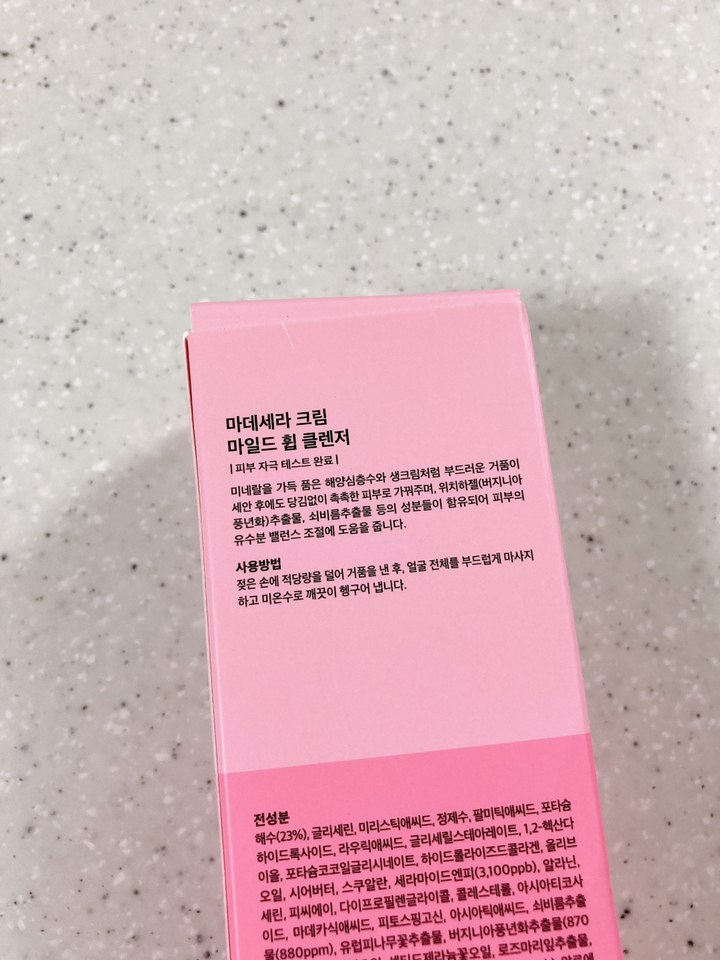 마데세라 크림
마일드 휩 클렌저
| 피부 자극 테스트 완료 |
미네랄을 가득 품은 해양심층수와 생크림처럼 부드러운 거품이
세안 후에도 당김없이 촉촉한 피부로 가꿔주며, 위치하젤(버지니아
풍년화)추출물, 쇠비름추출물 등의 성분들이 함유되어 피부의
유수분 밸런스 조절에 도움을 줍니다.
사용방법
젖은 손에 적당량을 덜어 거품을 낸 후, 얼굴 전체를 부드럽게 마사지
하고 미온수로 깨끗이 헹구어 냅니다.
전성분
해수(23%), 글리세린, 미리스틱애씨드, 정제수, 팔미틱애씨드, 포타슘
하이드록사이드, 라우릭애씨드, 글리세릴스테아레이트, 1,2-헥산다
이올, 포타슘코코일글리시네이트, 하이드롤라이즈드콜라겐, 올리브
오일, 시어버터, 스쿠알란, 세라마이드엔피(3,100ppb), 알라닌,
세린, 피씨에이, 다이프로필렌글라이콜, 콜레스테롤, 아시아티코사
이드, 마데카식애씨드, 피토스핑고신, 아시아틱애씨드, 쇠비름추출
물(880ppm), 유럽피나무꽃추출물, 버지니아풍년화추출물(870
센티드제라늄꽃오일, 로즈마리잎추출물,